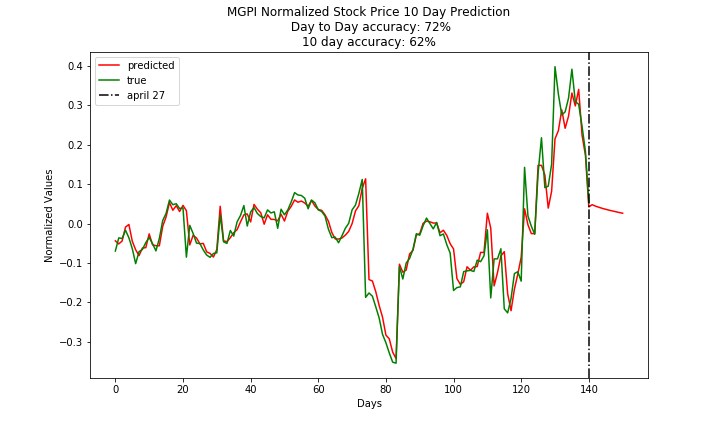 MGPI Normalized Stock Price 10 Day Prediction
Day to Day accuracy: 72%
10 day accuracy: 62%
predicted
true
april 27
Normalized Values
0.4
0.3
0.2
0.1
0.0
−0.1
−0.2
−0.3
0 20 40 60 80 100 120 140
Days